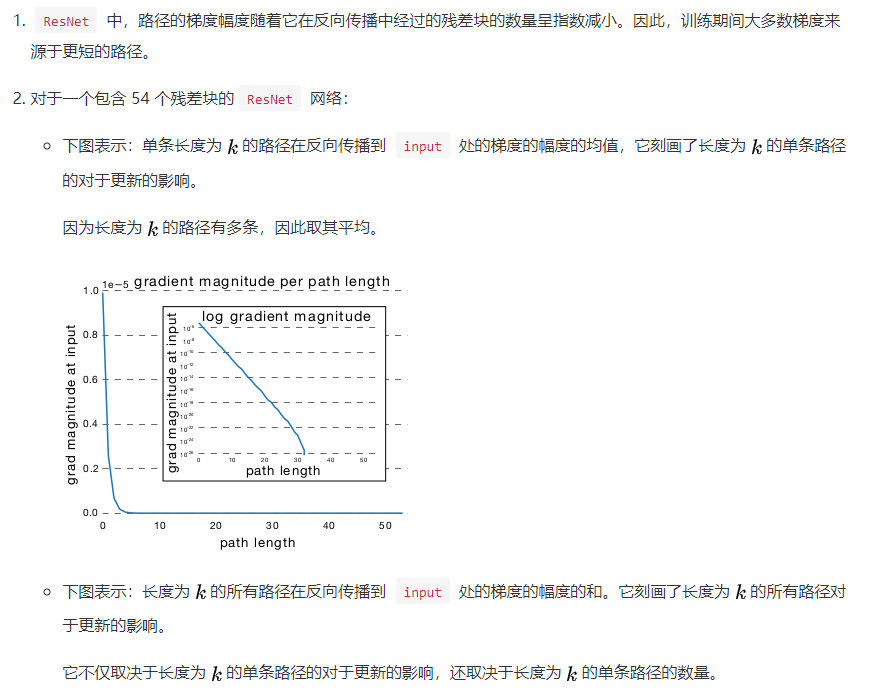 1. ResNet 中，路径的梯度幅度随着它在反向传播中经过的残差块的数量呈指数减小。因此，训练期间大多数梯度来
源于更短的路径。
2. 对于一个包含 54 个残差块的 ResNet 网络：
下图表示：单条长度为 k 的路径在反向传播到 input 处的梯度的幅度的均值，它刻画了长度为 k 的单条路径
的对于更新的影响。
因为长度为 k 的路径有多条，因此取其平均。
1e−5 gradient magnitude per path length
grad magnitude at input
1.0
0.8
0.6
0.4
0.2
0.0
0 10 20 30 40 50
path length
log gradient magnitude
grad magnitude at input
0 10 20 30 40 50
path length
下图表示：长度为 k 的所有路径在反向传播到 input 处的梯度的幅度的和。它刻画了长度为 k 的所有路径对
于更新的影响。
它不仅取决于长度为 k 的单条路径的对于更新的影响，还取决于长度为 k 的单条路径的数量。